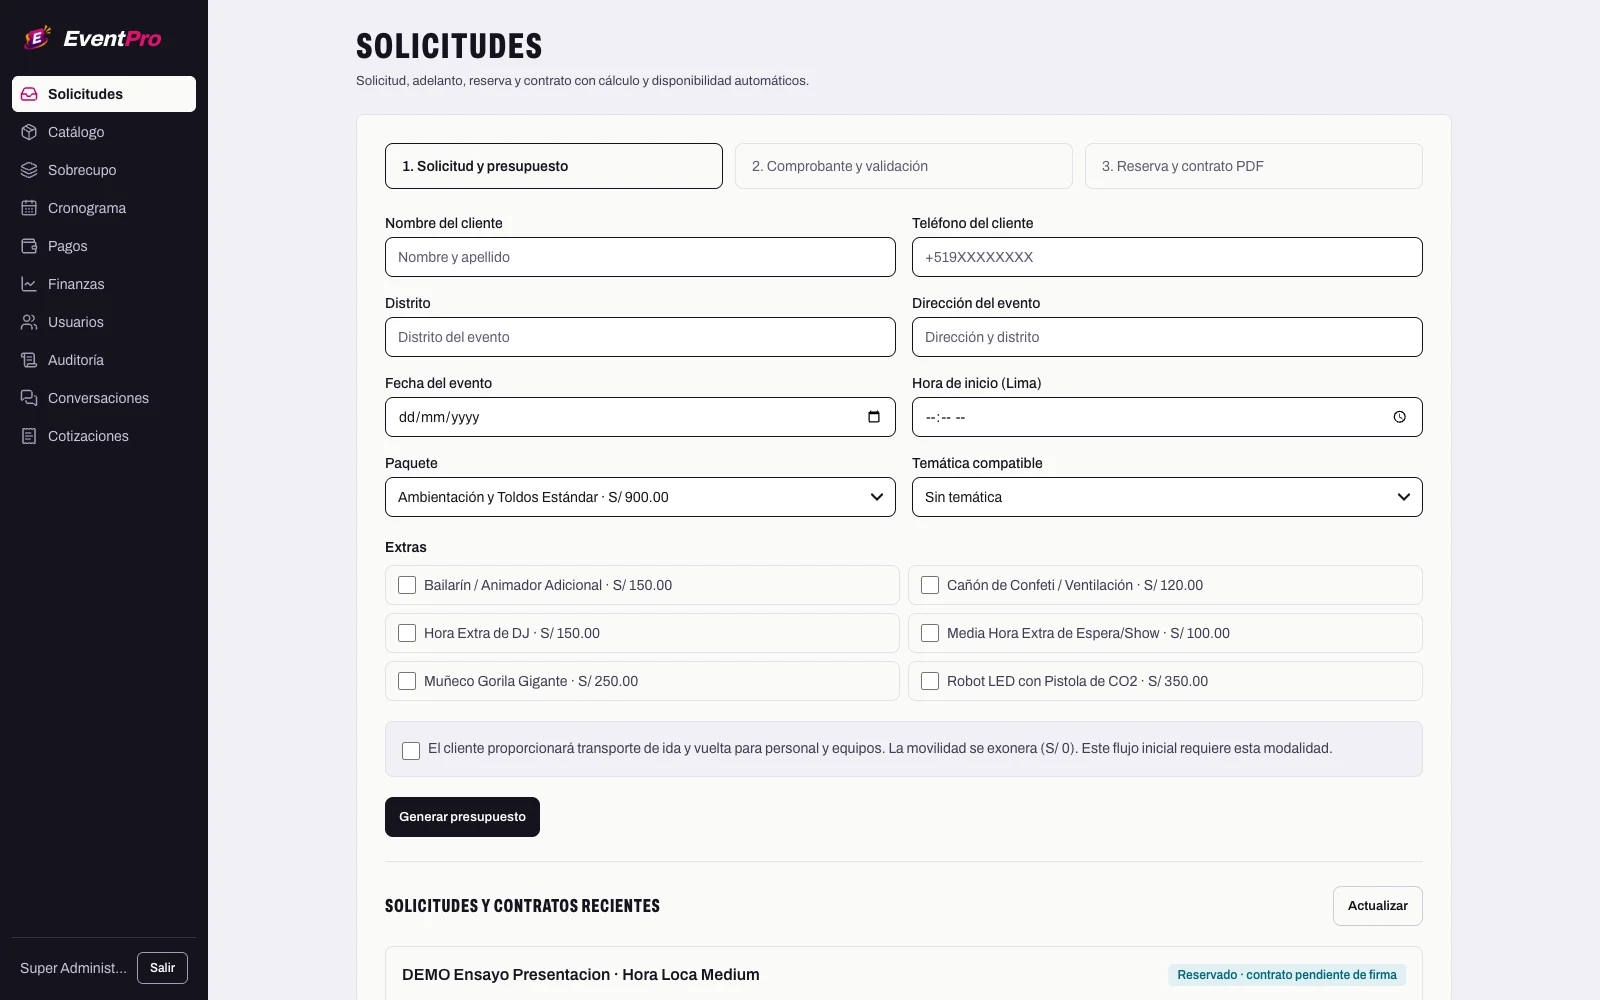 EventPro
Solicitudes
Catálogo
Sobrecupo
Cronograma
Pagos
Finanzas
Usuarios
Auditoría
Conversaciones
Cotizaciones
Super Administ...
Salir
SOLICITUDES
Solicitud, adelanto, reserva y contrato con cálculo y disponibilidad automáticos.
1. Solicitud y presupuesto
2. Comprobante y validación
3. Reserva y contrato PDF
Nombre del cliente
Teléfono del cliente
Nombre y apellido
+519XXXXXXXX
Distrito
Dirección del evento
Distrito del evento
Dirección y distrito
Fecha del evento
Hora de inicio (Lima)
dd/mm/yyyy
--:-- --
Paquete
Temática compatible
Ambientación y Toldos Estándar · S/ 900.00
Sin temática
Extras
Bailarín / Animador Adicional · S/ 150.00
Cañón de Confeti / Ventilación · S/ 120.00
Hora Extra de DJ · S/ 150.00
Media Hora Extra de Espera/Show · S/ 100.00
Muñeco Gorila Gigante · S/ 250.00
Robot LED con Pistola de CO2 · S/ 350.00
El cliente proporcionará transporte de ida y vuelta para personal y equipos. La movilidad se exonera (S/ 0). Este flujo inicial requiere esta modalidad.
Generar presupuesto
SOLICITUDES Y CONTRATOS RECIENTES
Actualizar
DEMO Ensayo Presentacion · Hora Loca Medium
Reservado · contrato pendiente de firma